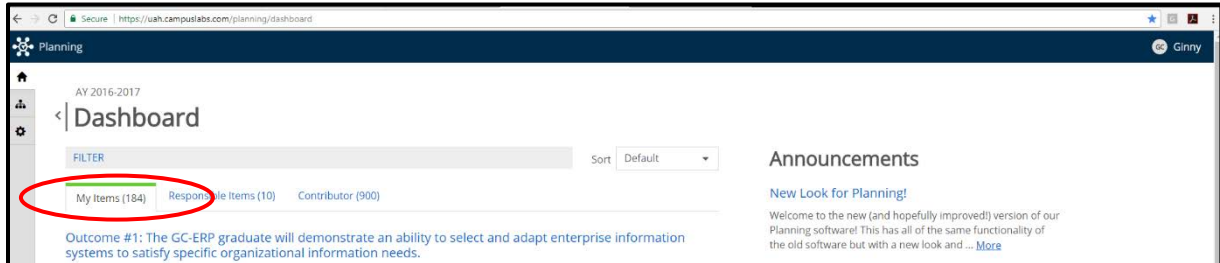 Secure | https://uah.campuslabs.com/planning/dashboard
Planning
GC Ginny
AY 2016-2017
Dashboard
FILTER
Sort Default
My Items (184) Responsible Items (10) Contributor (900)
Outcome #1: The GC-ERP graduate will demonstrate an ability to select and adapt enterprise information
systems to satisfy specific organizational information needs.
Announcements
New Look for Planning!
Welcome to the new (and hopefully improved!) version of our
Planning software! This has all of the same functionality of
the old software but with a new look and ... More